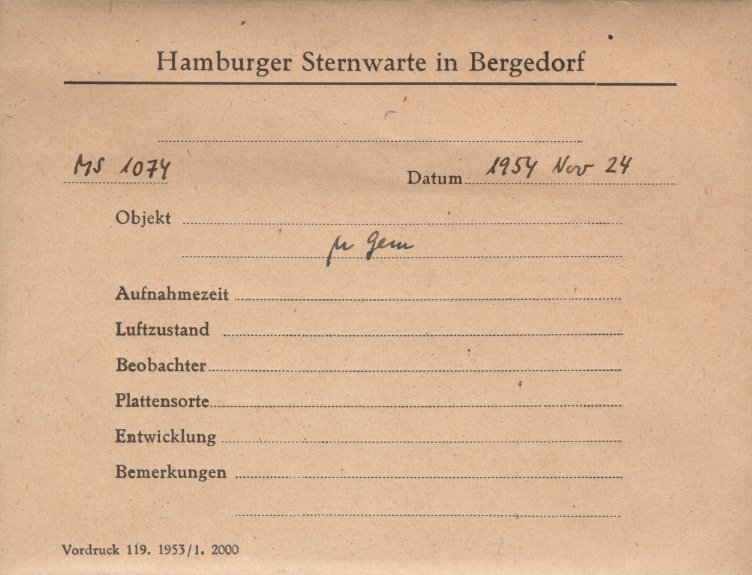 Hamburger Sternwarte in Bergedorf
MS 1074 Datum 1954 Nov 24
Objekt
μ Gem
Aufnahmezeit
Luftzustand
Beobachter
Plattensorte
Entwicklung
Bemerkungen
Vordruck 119. 1953/1. 2000